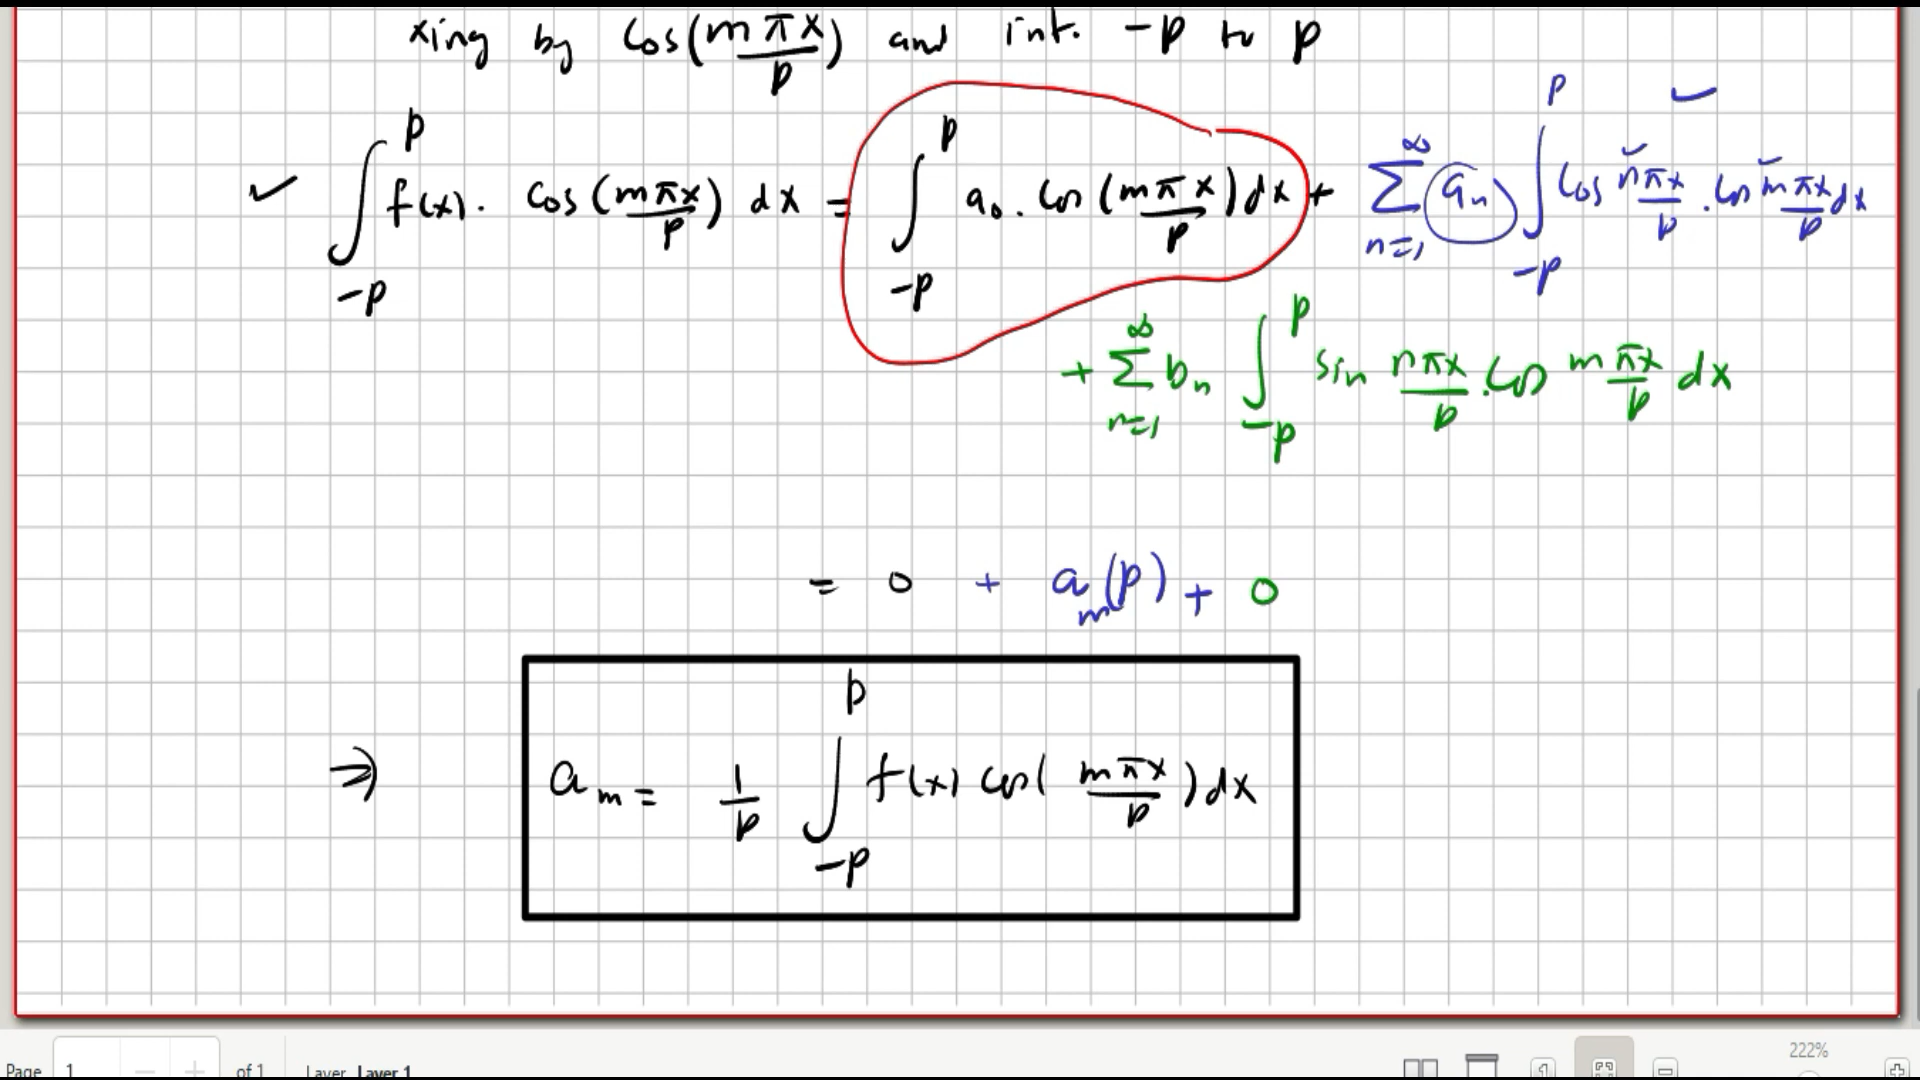 xing by Cos(mπx/p) and int. -p to p
∫_{-p}^{p} f(x). cos(mπx/p) dx = ∫_{-p}^{p} a₀. cos(mπx/p) dx + ∑_{n=1}^{∞} aₙ ∫_{-p}^{p} cos nπx/p . cos mπx/p dx
+ ∑_{n=1}^{∞} bₙ ∫_{-p}^{p} sin nπx/p . cos mπx/p dx
= 0 + aₘ(p) + 0
⇒ aₘ = 1/p ∫_{-p}^{p} f(x) cos(mπx/p) dx
Page 1 of 1 Layer Layer 1 222%